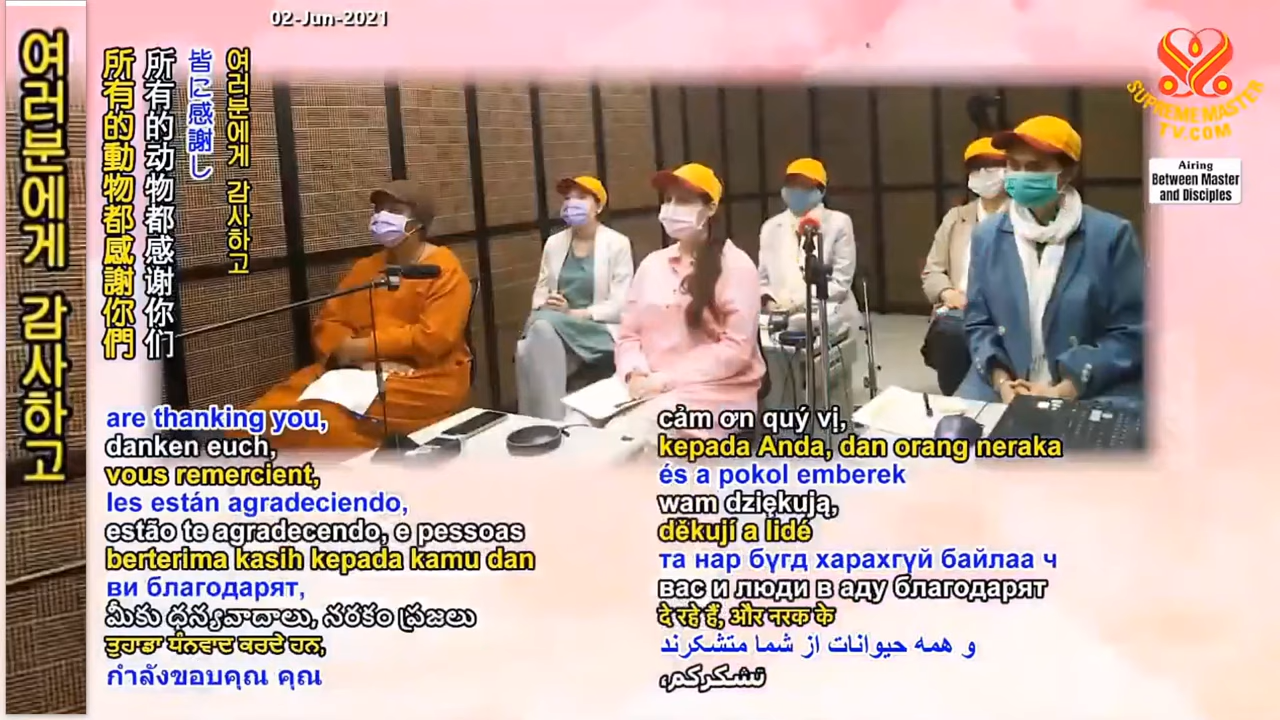 02-Jun-2021
여러분에게 감사하고
SUPREME MASTER
TV.COM
Airing
Between Master
and Disciples
所有的動物都感謝你們
所有的动物都感谢你们
皆に感謝し
여러분에게 감사하고
are thanking you,
danken euch,
vous remercient,
les están agradeciendo,
estão te agradecendo, e pessoas
berterima kasih kepada kamu dan
ви благодарят,
మీకు ధన్యవాదాలు, నరకం ప్రజలు
ਤੁਹਾਡਾ ਧੰਨਵਾਦ ਕਰਦੇ ਹਨ,
กำลังขอบคุณ คุณ
cảm ơn quý vị,
kepada Anda, dan orang neraka
és a pokol emberek
wam dziękują,
děkují a lidé
та нар бүгд харахгүй байлаа ч
вас и люди в аду благодарят
दे रहे हैं, और नरक के
و همه حیوانات از شما متشکرند
تشكركم،